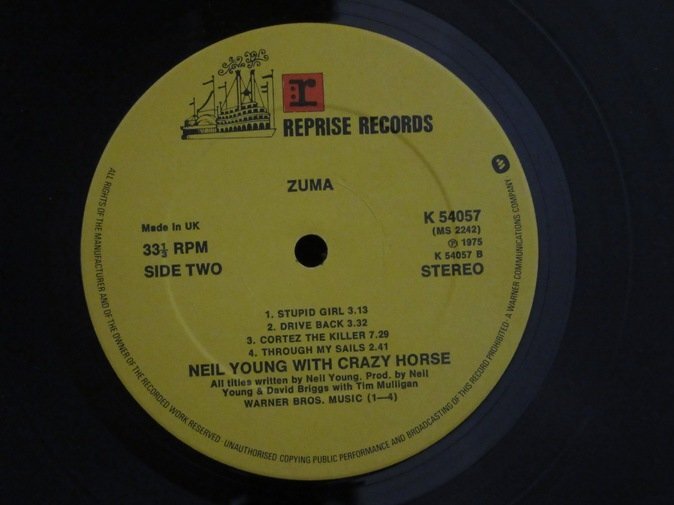 r
REPRISE RECORDS
ZUMA
Made in UK
33⅓ RPM
SIDE TWO
K 54057
(MS 2242)
℗ 1975
K 54057 B
STEREO
1. STUPID GIRL 3.13
2. DRIVE BACK 3.32
3. CORTEZ THE KILLER 7.29
4. THROUGH MY SAILS 2.41
NEIL YOUNG WITH CRAZY HORSE
All titles written by Neil Young. Prod. by Neil
Young & David Briggs with Tim Mulligan
WARNER BROS. MUSIC (1—4)
ALL RIGHTS OF THE MANUFACTURER AND OF THE OWNER OF THE RECORDED WORK RESERVED · UNAUTHORISED COPYING PUBLIC PERFORMANCE AND BROADCASTING OF THIS RECORD PROHIBITED · A WARNER COMMUNICATIONS COMPANY